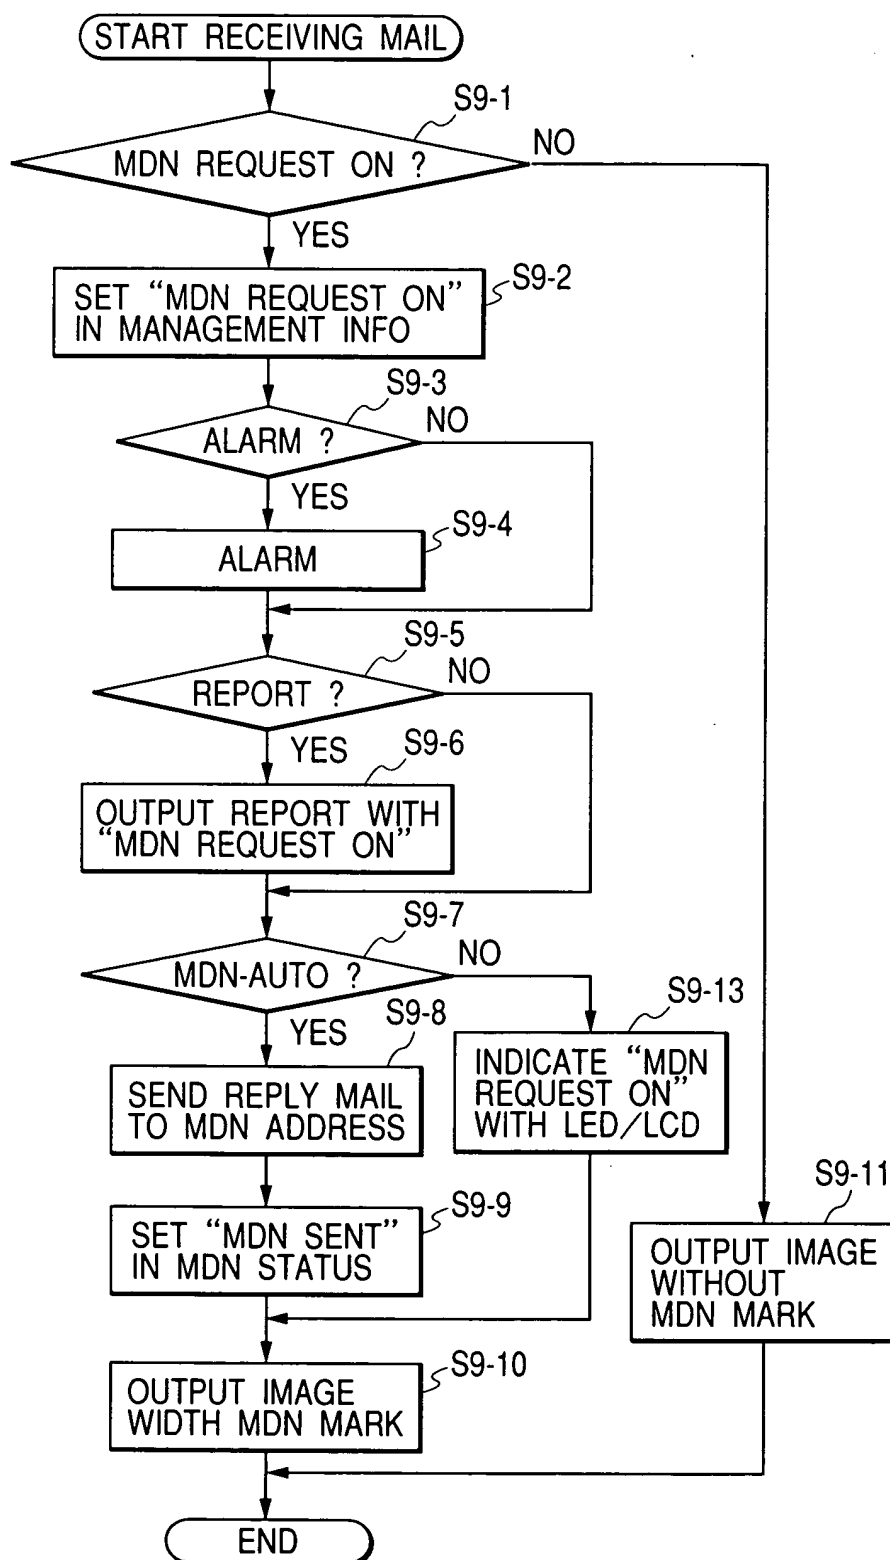 START RECEIVING MAIL
S9-1
MDN REQUEST ON ?
NO
YES
S9-2
SET “MDN REQUEST ON”
IN MANAGEMENT INFO
S9-3
ALARM ?
NO
YES
S9-4
ALARM
S9-5
REPORT ?
NO
YES
S9-6
OUTPUT REPORT WITH
“MDN REQUEST ON”
S9-7
MDN-AUTO ?
NO
YES
S9-8
SEND REPLY MAIL
TO MDN ADDRESS
S9-13
INDICATE “MDN
REQUEST ON”
WITH LED/LCD
S9-9
SET “MDN SENT”
IN MDN STATUS
S9-11
OUTPUT IMAGE
WITHOUT
MDN MARK
S9-10
OUTPUT IMAGE
WIDTH MDN MARK
END